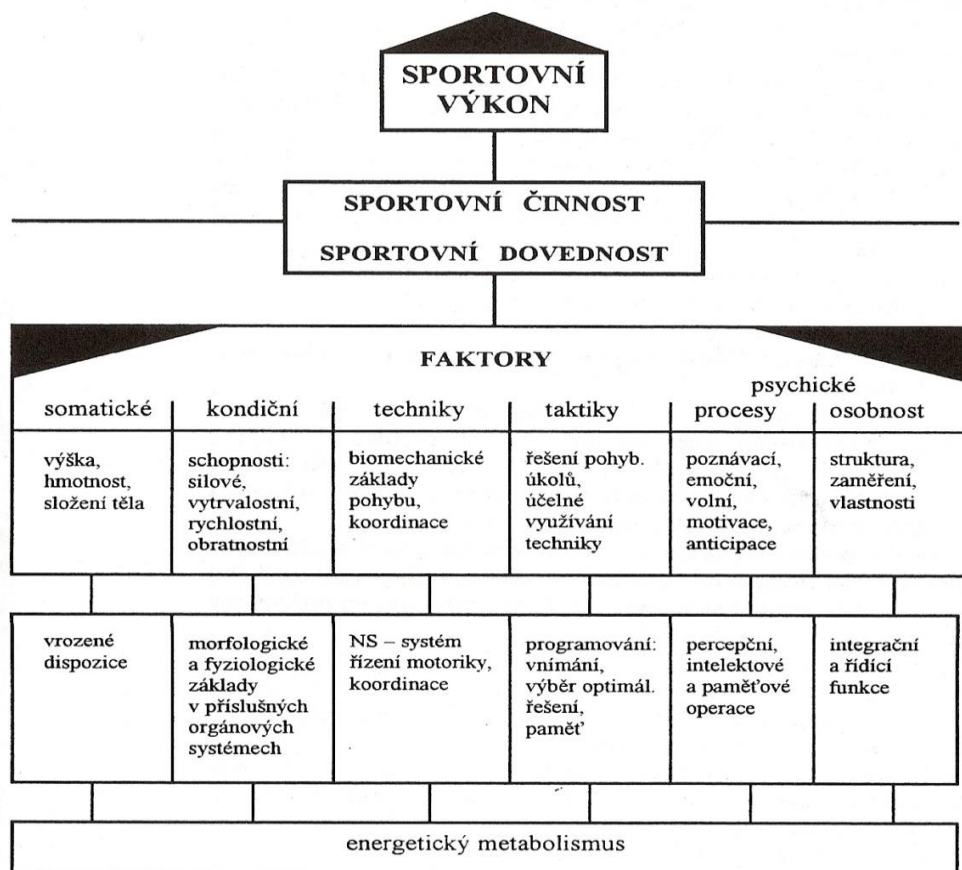 SPORTOVNÍ
VÝKON
SPORTOVNÍ ČINNOST
SPORTOVNÍ DOVEDNOST
FAKTORY
psychické
somatické
kondiční
techniky
taktiky
procesy
osobnost
výška,
hmotnost,
složení těla
schopnosti:
silové,
vytrvalostní,
rychlostní,
obratnostní
biomechanické
základy
pohybu,
koordinace
řešení pohyb.
úkolů,
účelné
využívání
techniky
poznávací,
emoční,
volní,
motivace,
anticipace
struktura,
zaměření,
vlastnosti
vrozené
dispozice
morfologické
a fyziologické
základy
v příslušných
orgánových
systémech
NS – systém
řízení motoriky,
koordinace
programování:
vnímání,
výběr optimál.
řešení,
paměť
percepční,
intelektové
a paměťové
operace
integrační
a řídící
funkce
energetický metabolismus